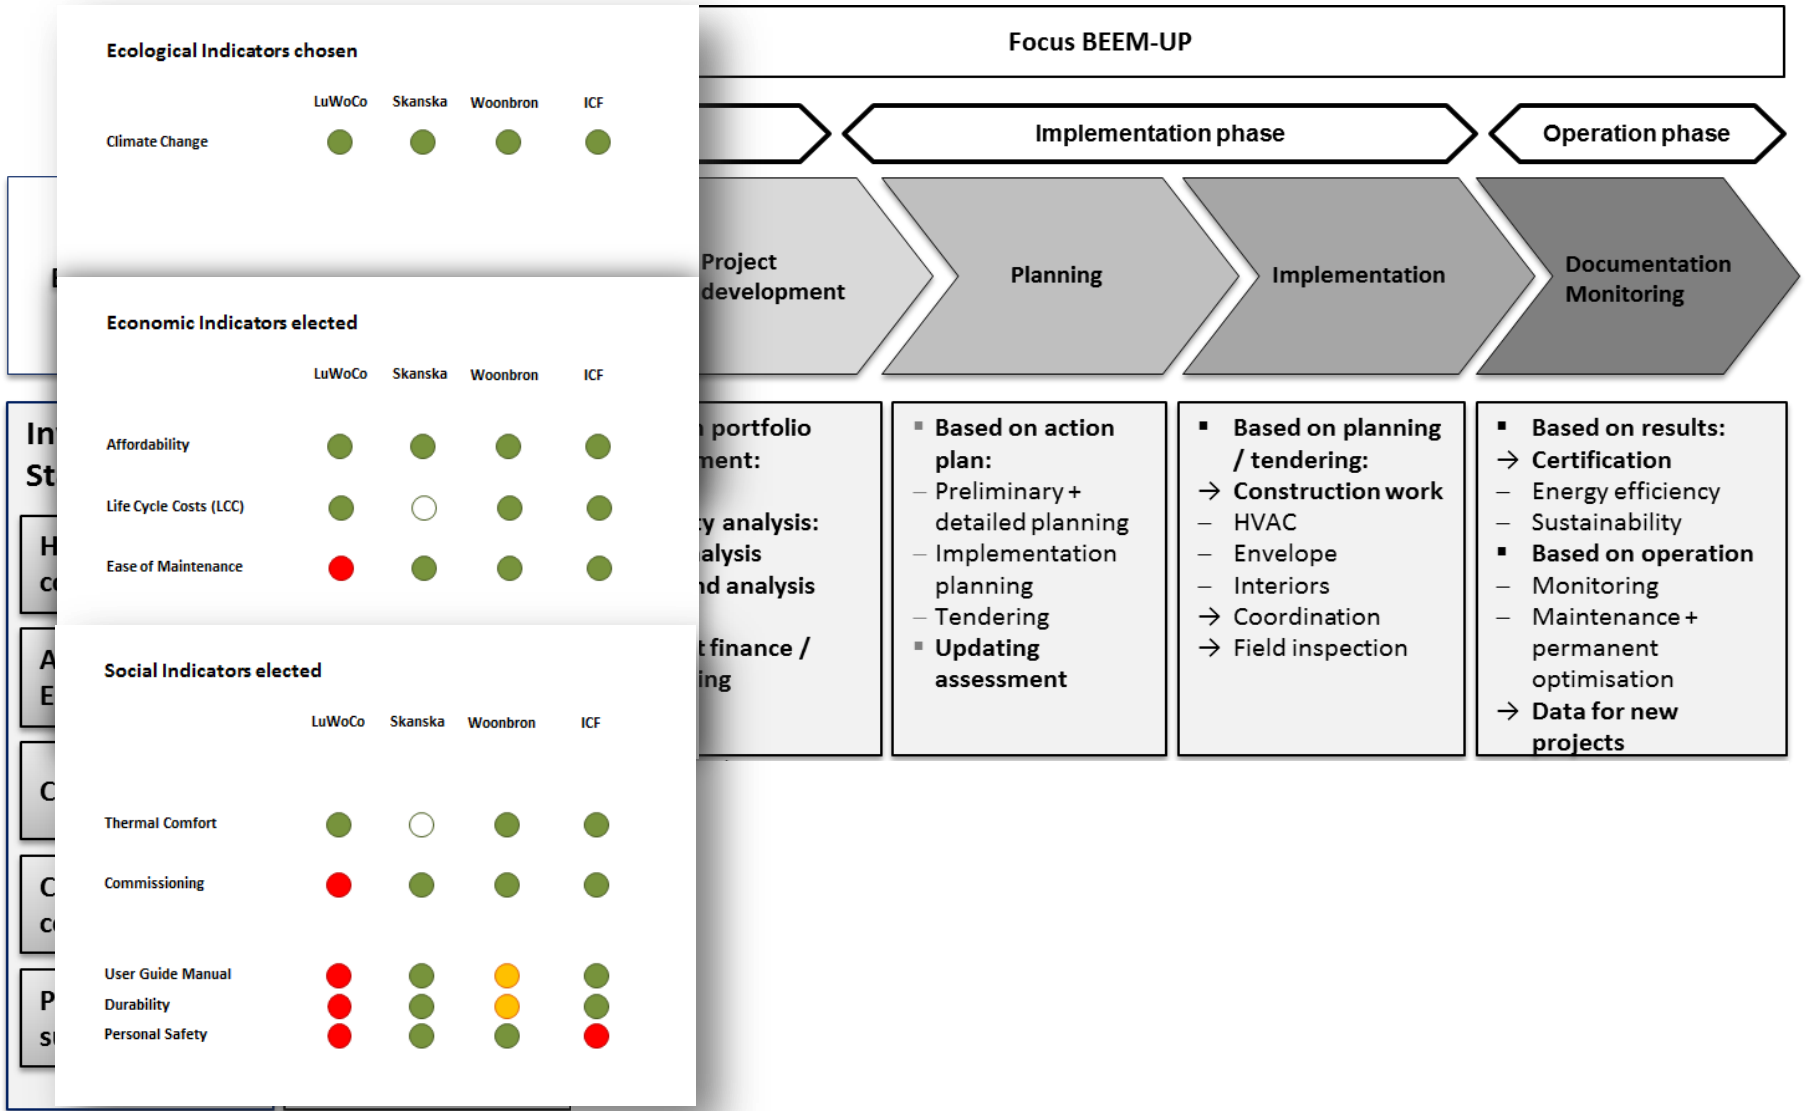 Ecological Indicators chosen
LuWoCo Skanska Woonbron ICF
Climate Change
Economic Indicators elected
LuWoCo Skanska Woonbron ICF
Affordability
Life Cycle Costs (LCC)
Ease of Maintenance
Social Indicators elected
LuWoCo Skanska Woonbron ICF
Thermal Comfort
Commissioning
User Guide Manual
Durability
Personal Safety
Focus BEEM-UP
Implementation phase
Operation phase
Project
development
Planning
Implementation
Documentation
Monitoring
portfolio
analysis:
analysis
finance /
▪ Based on action
plan:
– Preliminary +
detailed planning
– Implementation
planning
– Tendering
▪ Updating
assessment
▪ Based on planning
/ tendering:
→ Construction work
– HVAC
– Envelope
– Interiors
→ Coordination
→ Field inspection
▪ Based on results:
→ Certification
– Energy efficiency
– Sustainability
▪ Based on operation
– Monitoring
– Maintenance +
permanent
optimisation
→ Data for new
projects